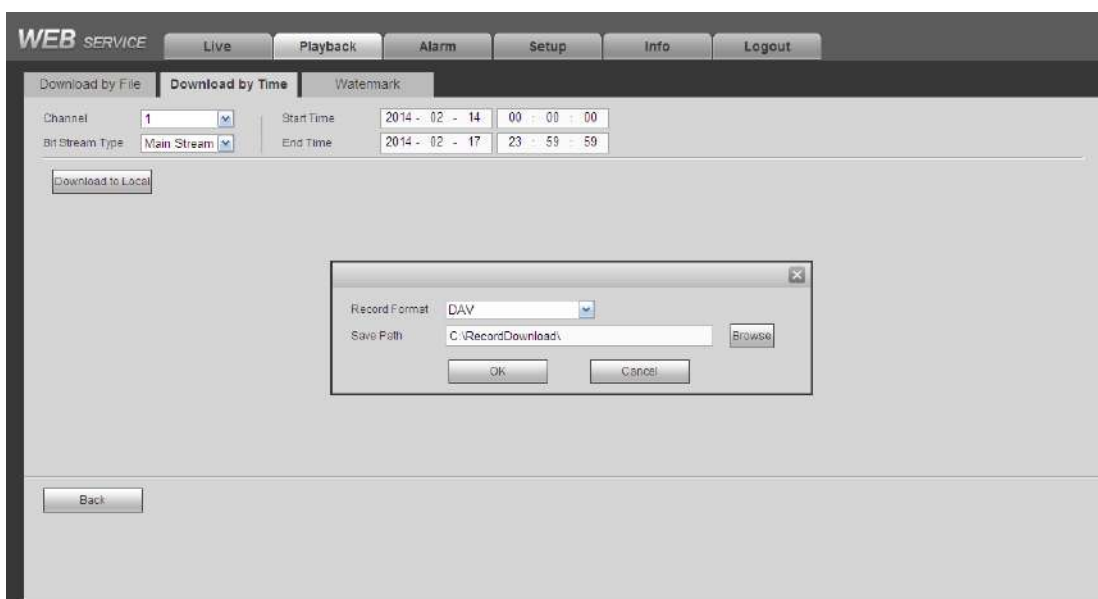 WEB SERVICE Live Playback Alarm Setup Info Logout
Download by File Download by Time Watermark
Channel 1 Start Time 2014 - 02 - 14 00 : 00 : 00
Bit Stream Type Main Stream End Time 2014 - 02 - 17 23 : 59 : 59
Download to Local
Record Format DAV
Save Path C:\RecordDownload\ Browse
OK Cancel
Back